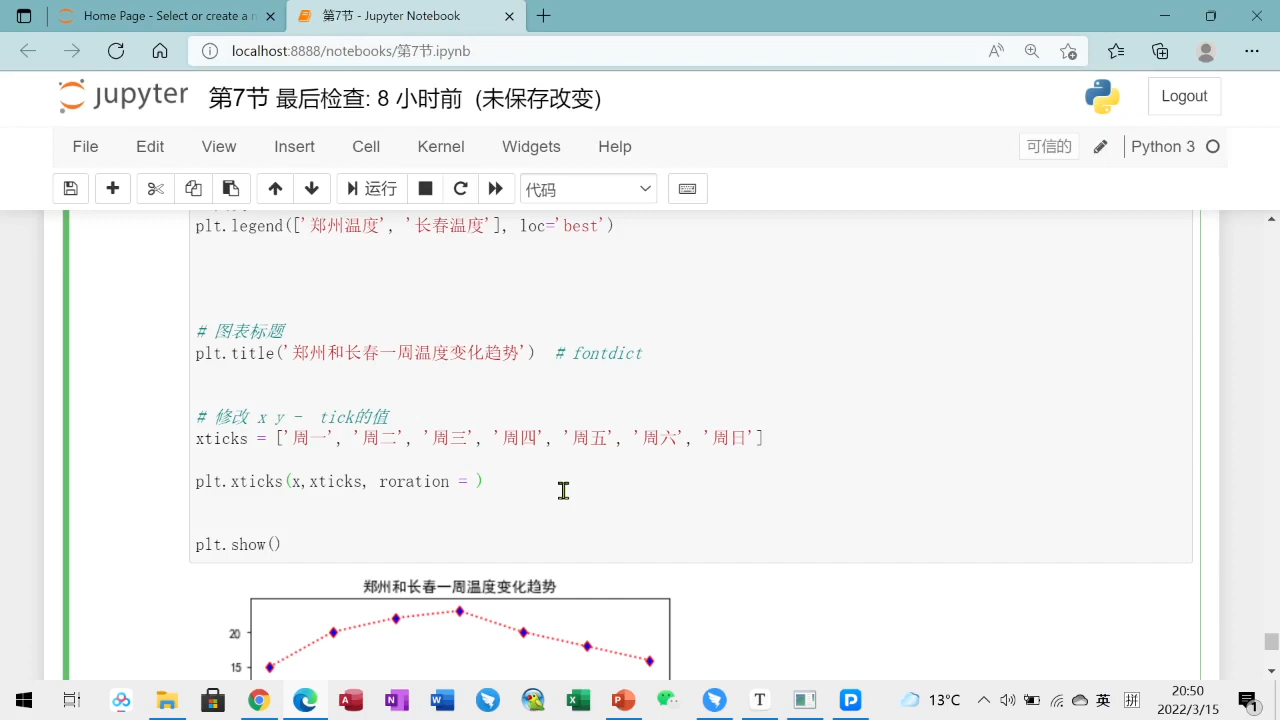 Home Page - Select or create a n
第7节 - Jupyter Notebook
localhost:8888/notebooks/第7节.ipynb
jupyter 第7节 最后检查: 8 小时前 (未保存改变)
Logout
File Edit View Insert Cell Kernel Widgets Help
可信的 Python 3
运行 代码
plt.legend(['郑州温度', '长春温度'], loc='best')
# 图表标题
plt.title('郑州和长春一周温度变化趋势') # fontdict
# 修改 x y - tick的值
xticks = ['周一', '周二', '周三', '周四', '周五', '周六', '周日']
plt.xticks(x,xticks, roration = )
plt.show()
郑州和长春一周温度变化趋势
20
15
13°C
英
拼
20:50
2022/3/15
1